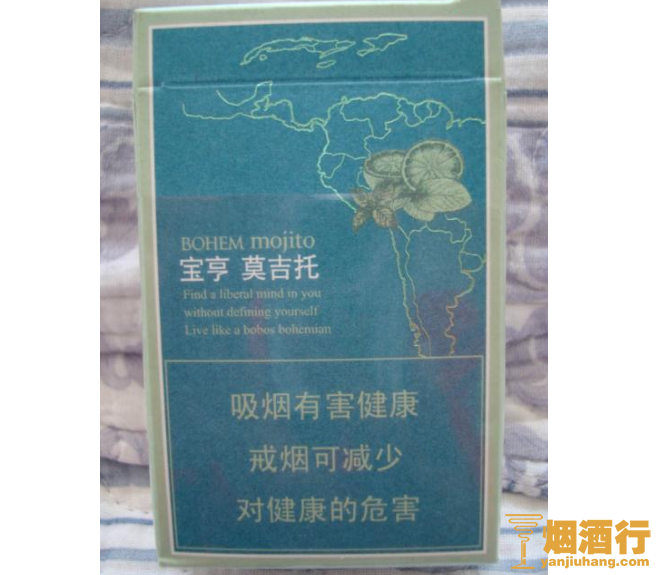 BOHEM mojito
宝亨 莫吉托
Find a liberal mind in you
without defining yourself
Live like a bobos bohemian
吸烟有害健康
戒烟可减少
对健康的危害
烟酒行
yanjiuhang.com